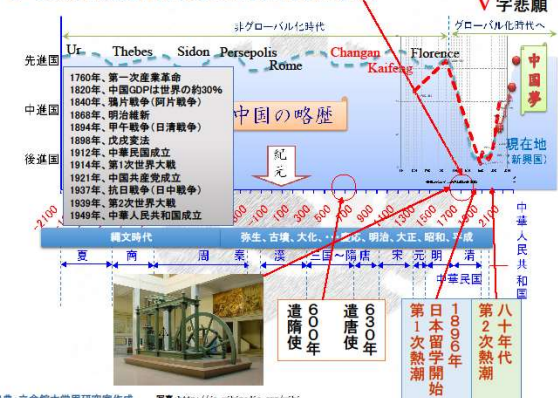 V字悲願
非グローバル化時代
グローバル化時代へ
先進国
中進国
後進国
Ur
Thebes
Sidon
Persepolis
Rome
Changan
Kaifeng
Florence
中国夢
1760年、第一次産業革命
1820年、中国GDPは世界の約30%
1840年、鴉片戦争(阿片戦争)
1868年、明治維新
1894年、甲午戦争(日清戦争)
1898年、戊戌変法
1912年、中華民国成立
1914年、第1次世界大戦
1921年、中国共産党成立
1937年、抗日戦争(日中戦争)
1939年、第2次世界大戦
1949年、中華人民共和国成立
中国の略歴
紀元
現在地
(新興国)
-2100
100
300
500
700
900
1100
1300
1500
1700
1900
2100
縄文時代
弥生、古墳、大化、
、明治、大正、昭和、平成
夏
商
周
秦
漢
三国～隋
唐
宋
元
明
清
中華民国
中華人民共和国
600年
遣隋使
630年
遣唐使
1896年
日本留学開始
第1次熱潮
八十年代
第2次熱潮